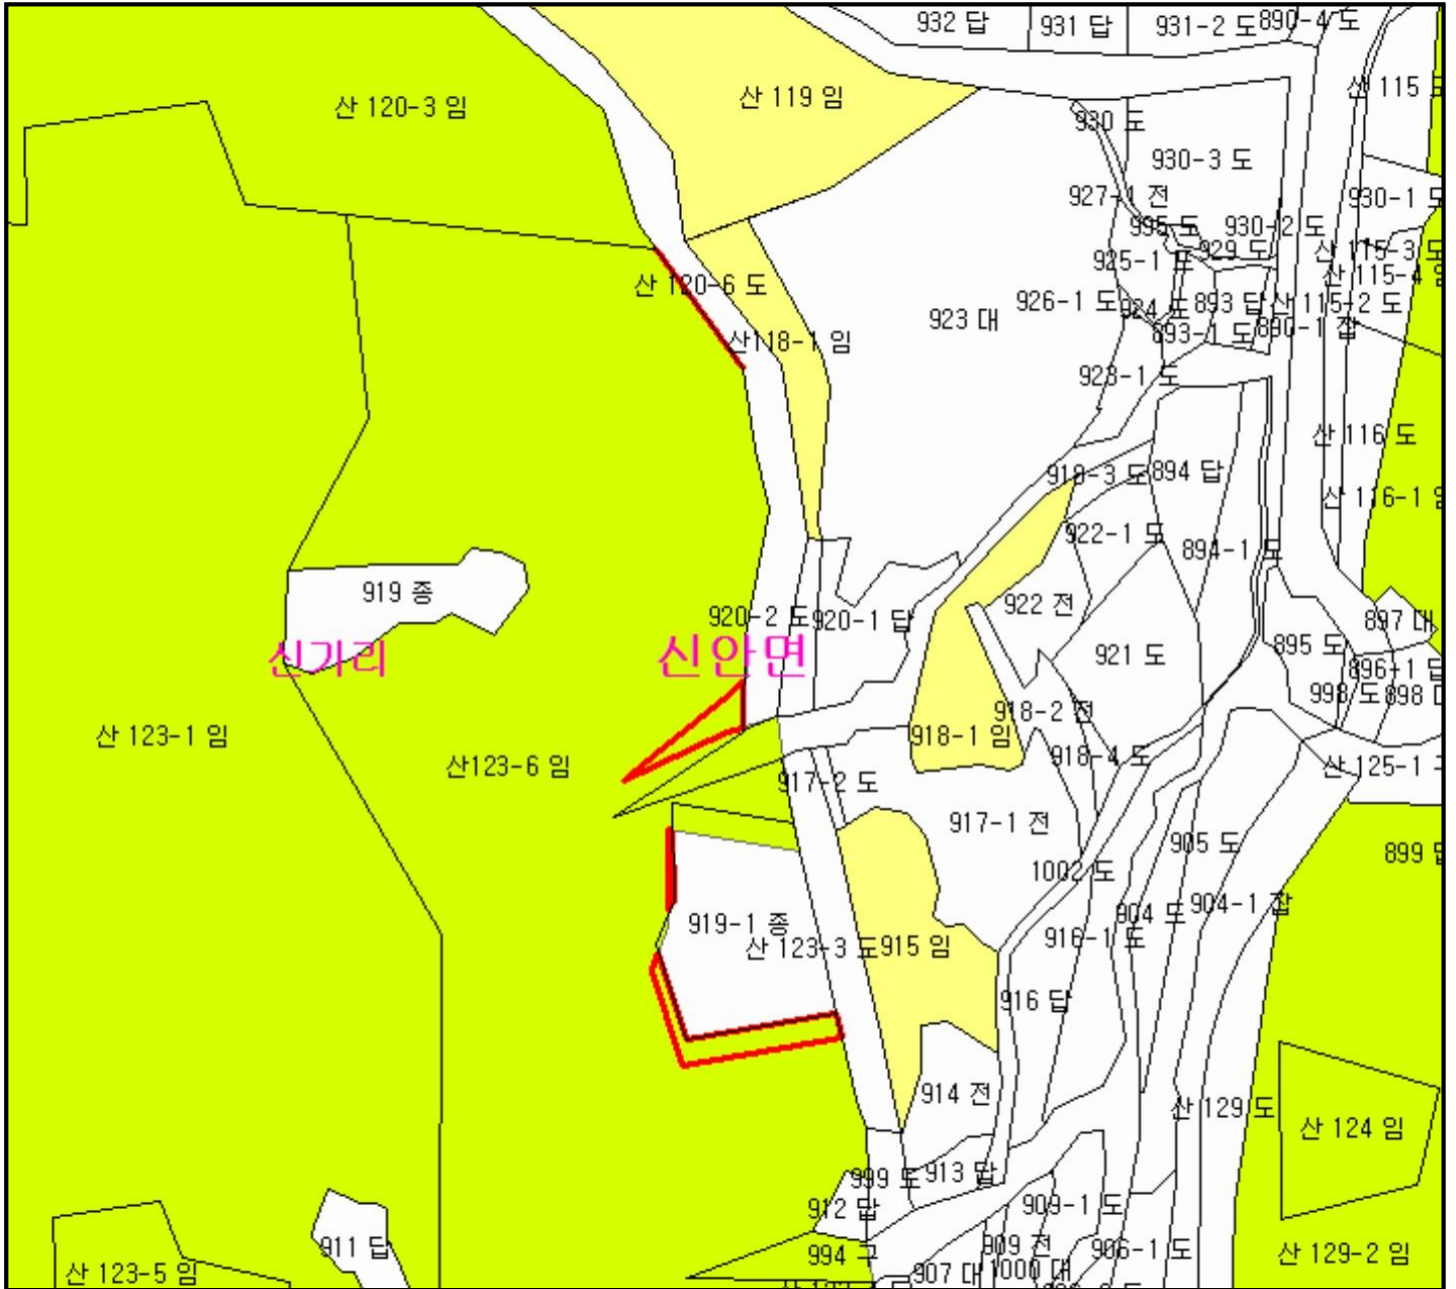 932 답
931 답
931-2 도
890-4 도
산 120-3 임
산 119 임
산 115
930 도
930-3 도
927-1 전
930-1 도
995 도
930-2 도
925-1 도
929 도
산 115-3 도
산 115-4 임
산 120-6 도
926-1 도
924 도
893 답
산 115-2 도
923 대
산118-1 임
893-1 도
890-1 잡
923-1 도
산 116 도
919-3 도
894 답
산 116-1 임
922-1 도
894-1 도
919 종
922 전
920-2 도
920-1 답
897 대
895 도
신가리
신안면
921 도
896-1 답
998 도
898 대
918-2 전
산 123-1 임
918-1 임
918-4 도
산123-6 임
산 125-1 구
917-2 도
917-1 전
905 도
899 답
1002 도
904-1 잡
904 도
919-1 종
산 123-3 도
915 임
916-1 도
916 답
914 전
산 129 도
산 124 임
999 도
913 답
912 답
909-1 도
911 답
994 구
909 전
906-1 도
산 129-2 임
산 123-5 임
907 대
1000 대